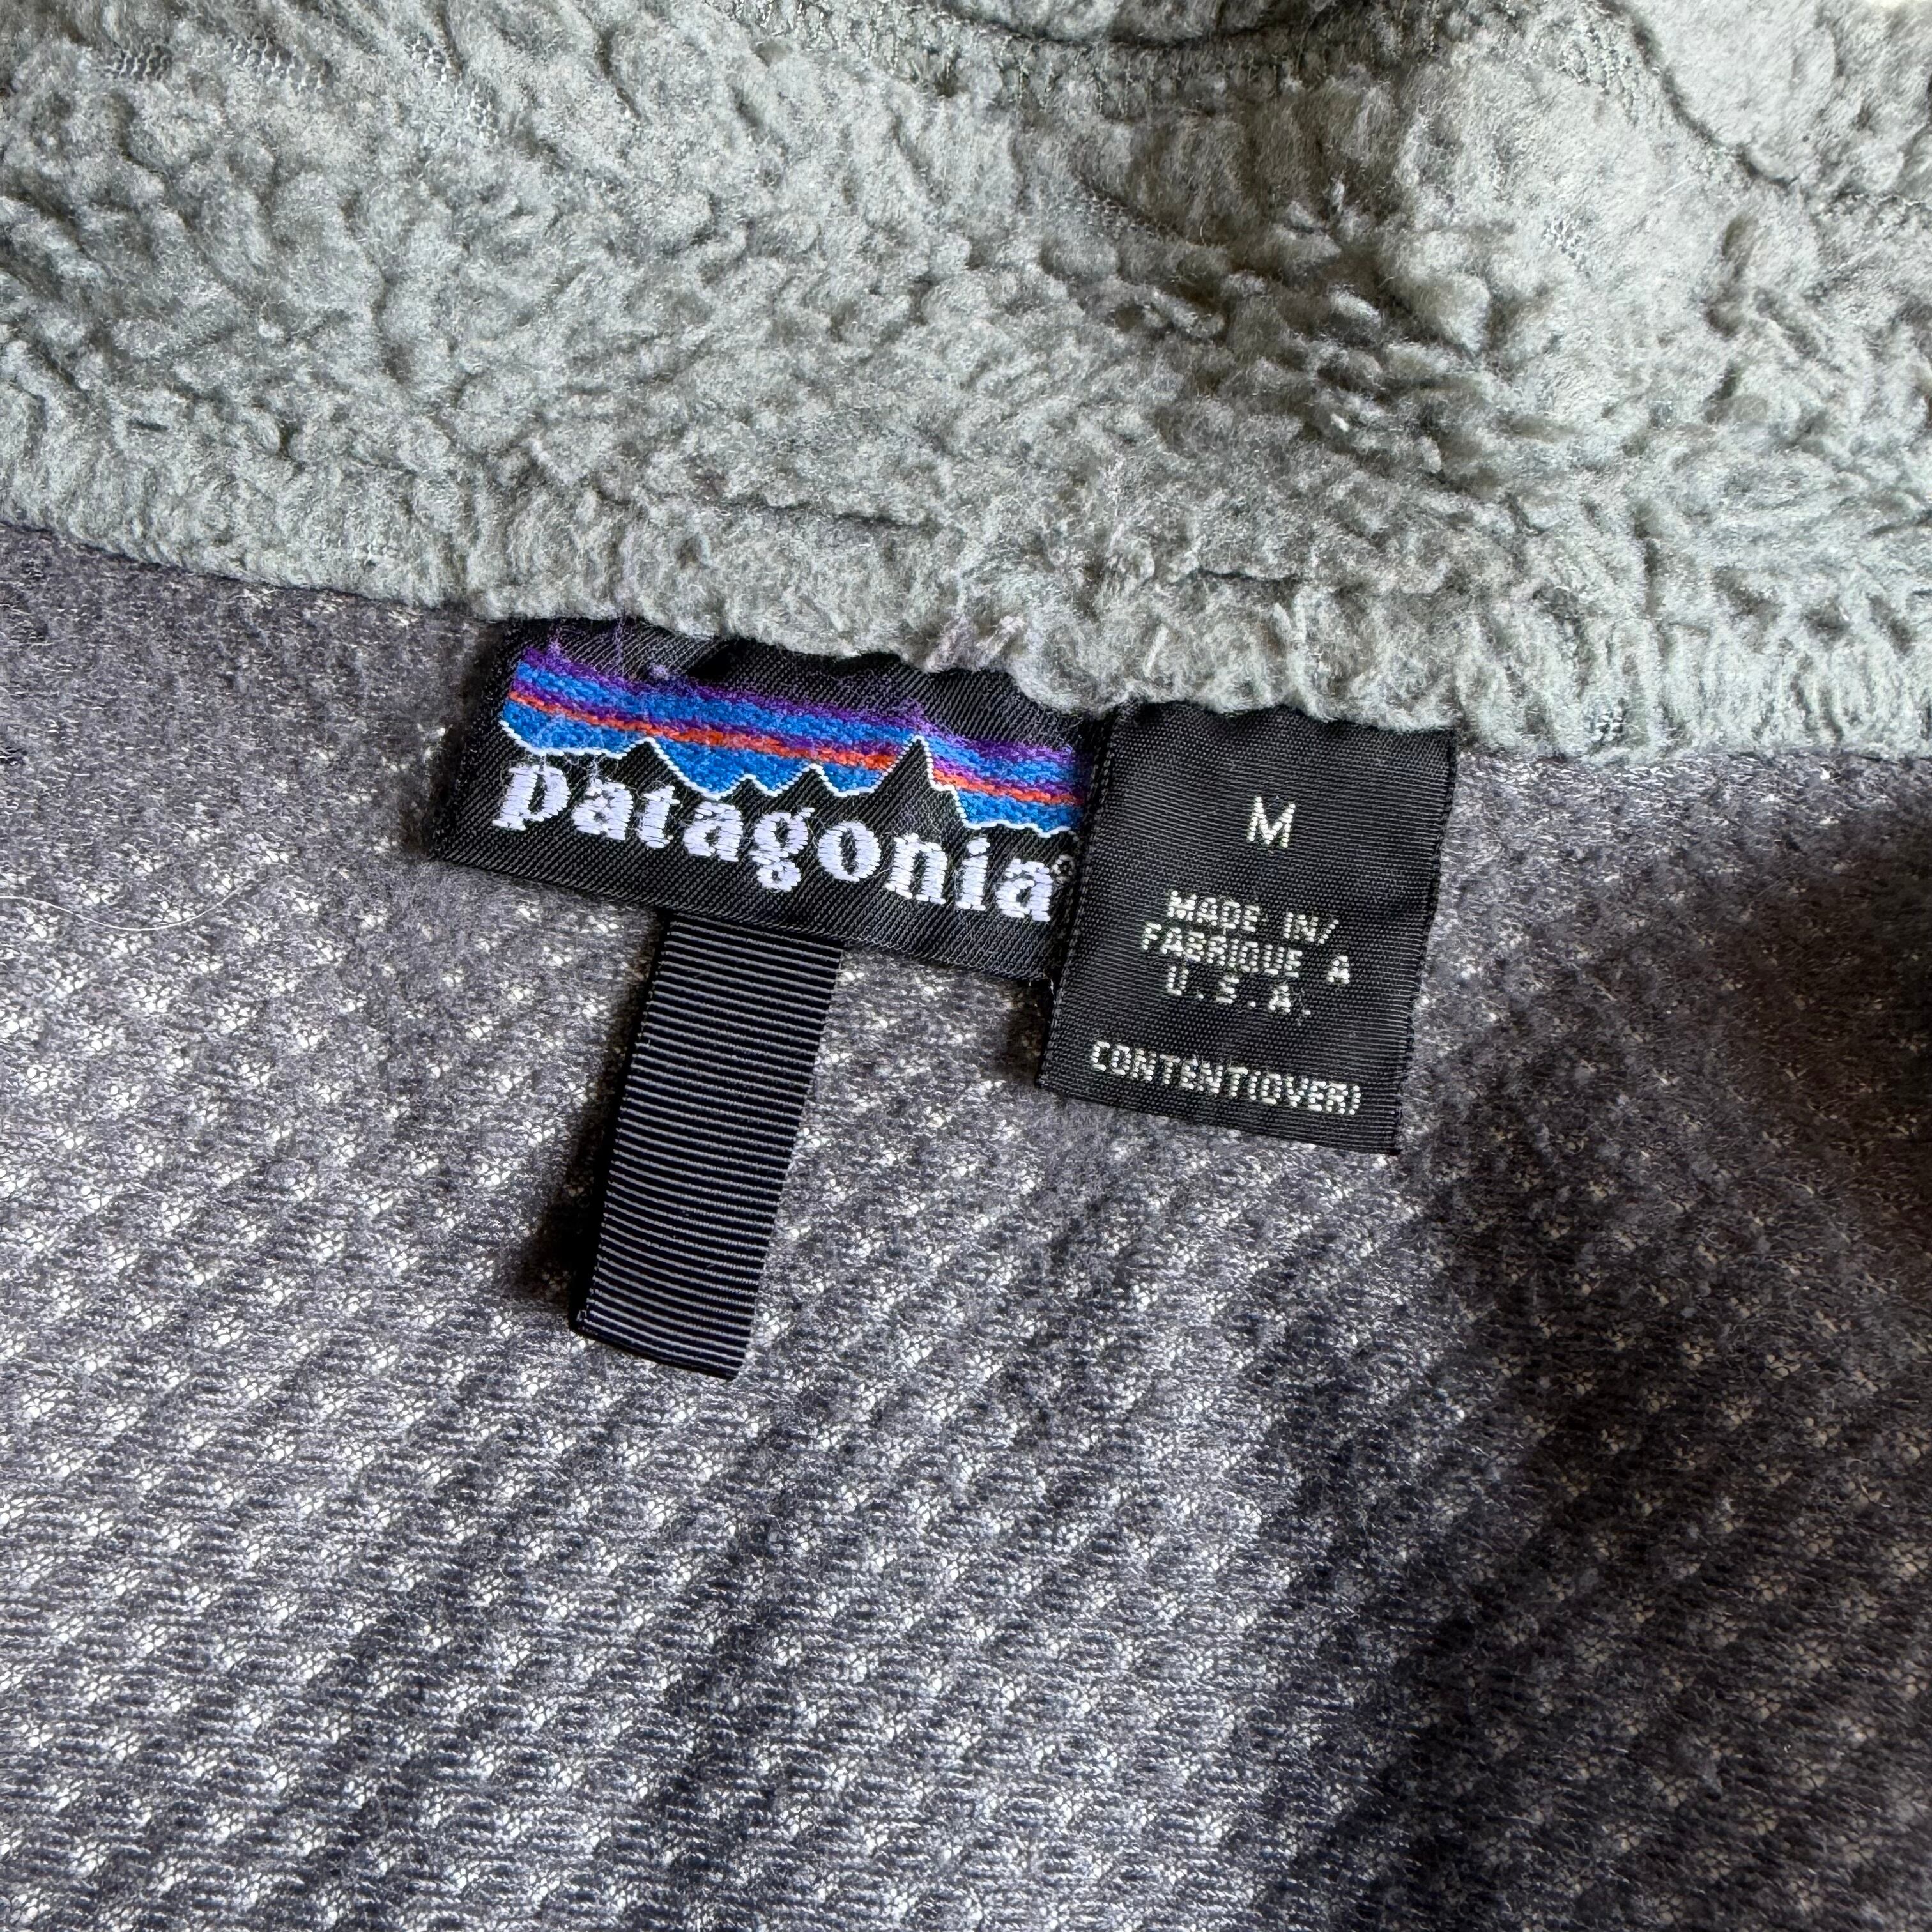 patagonia®
M
MADE IN/
FABRIQUE A
U.S.A.
CONTENT(OVER)